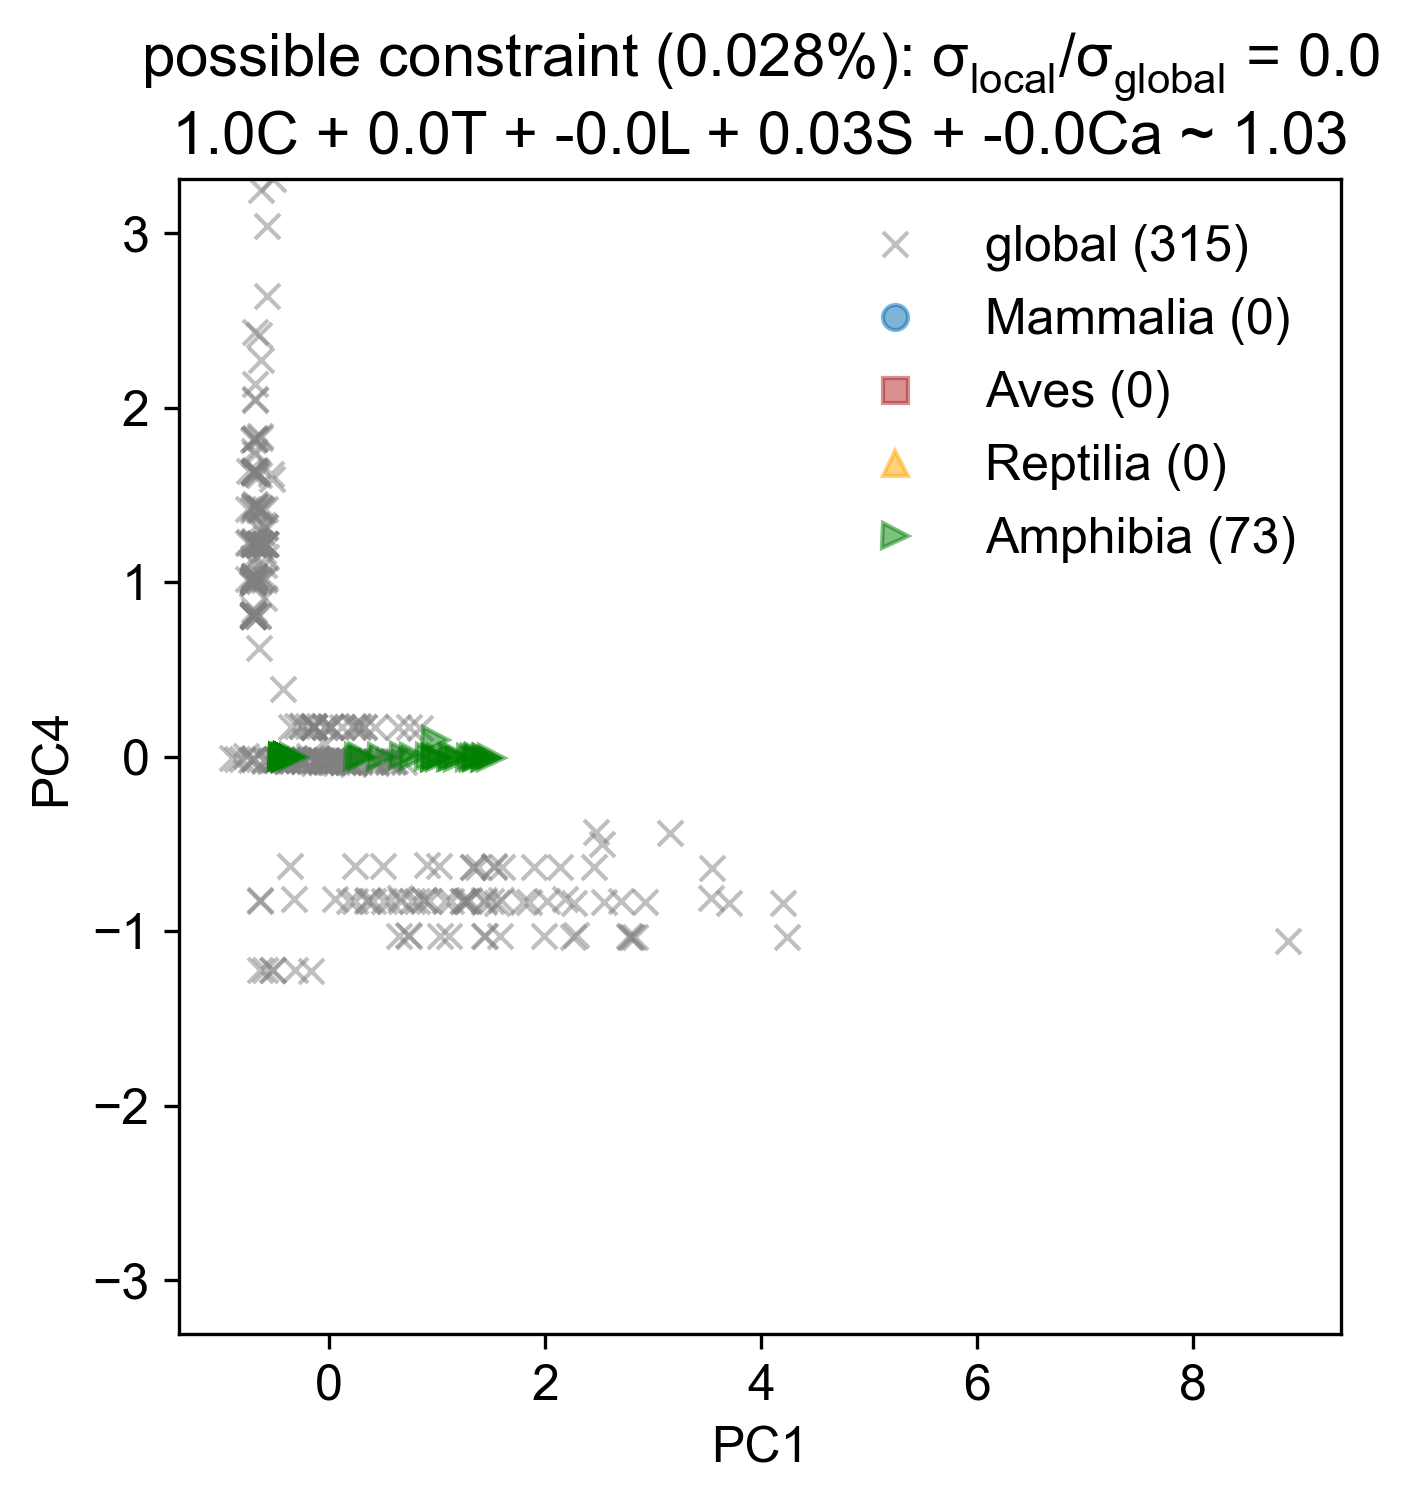 possible constraint (0.028%): σlocal/σglobal = 0.0
1.0C + 0.0T + -0.0L + 0.03S + -0.0Ca ~ 1.03
global (315)
Mammalia (0)
Aves (0)
Reptilia (0)
Amphibia (73)
3
2
1
0
−1
−2
−3
PC4
0 2 4 6 8
PC1